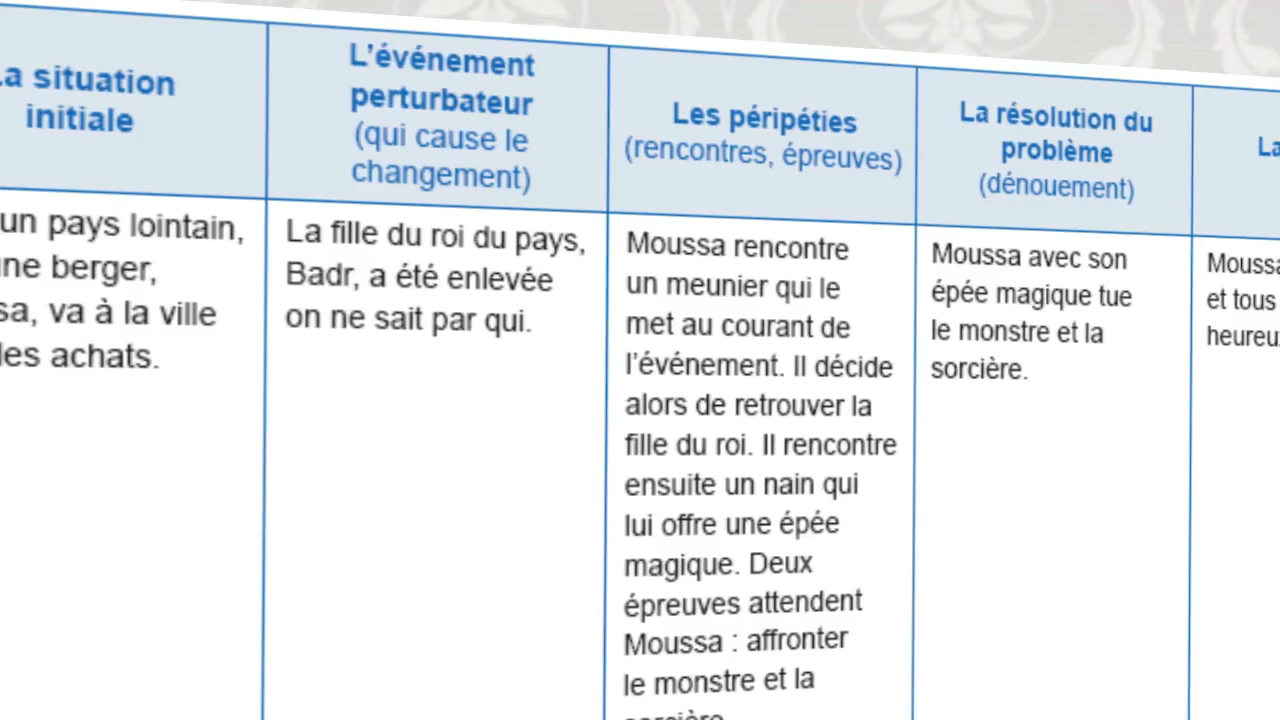 La situation
initiale
L'événement
perturbateur
(qui cause le
changement)
Les péripéties
(rencontres, épreuves)
La résolution du
problème
(dénouement)
La
un pays lointain,
berger,
va à la ville
achats.
La fille du roi du pays,
Badr, a été enlevée
on ne sait par qui.
Moussa rencontre
un meunier qui le
met au courant de
l'événement. Il décide
alors de retrouver la
fille du roi. Il rencontre
ensuite un nain qui
lui offre une épée
magique. Deux
épreuves attendent
Moussa : affronter
le monstre et la
sorcière.
Moussa avec son
épée magique tue
le monstre et la
sorcière.
Moussa
et tous